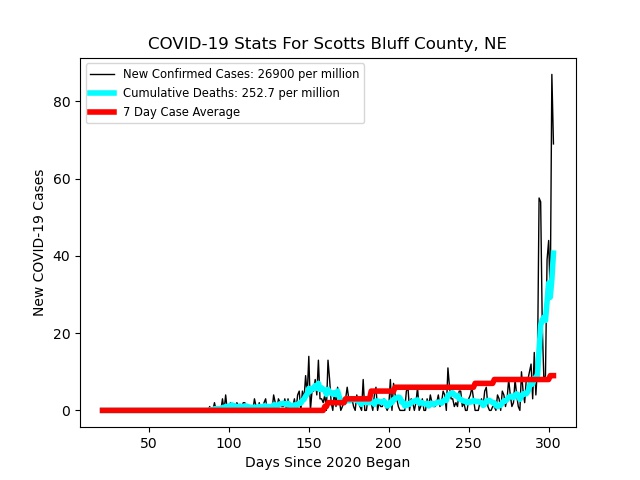 COVID-19 Stats For Scotts Bluff County, NE
New Confirmed Cases: 26900 per million
Cumulative Deaths: 252.7 per million
7 Day Case Average
New COVID-19 Cases
80
60
40
20
0
50 100 150 200 250 300
Days Since 2020 Began